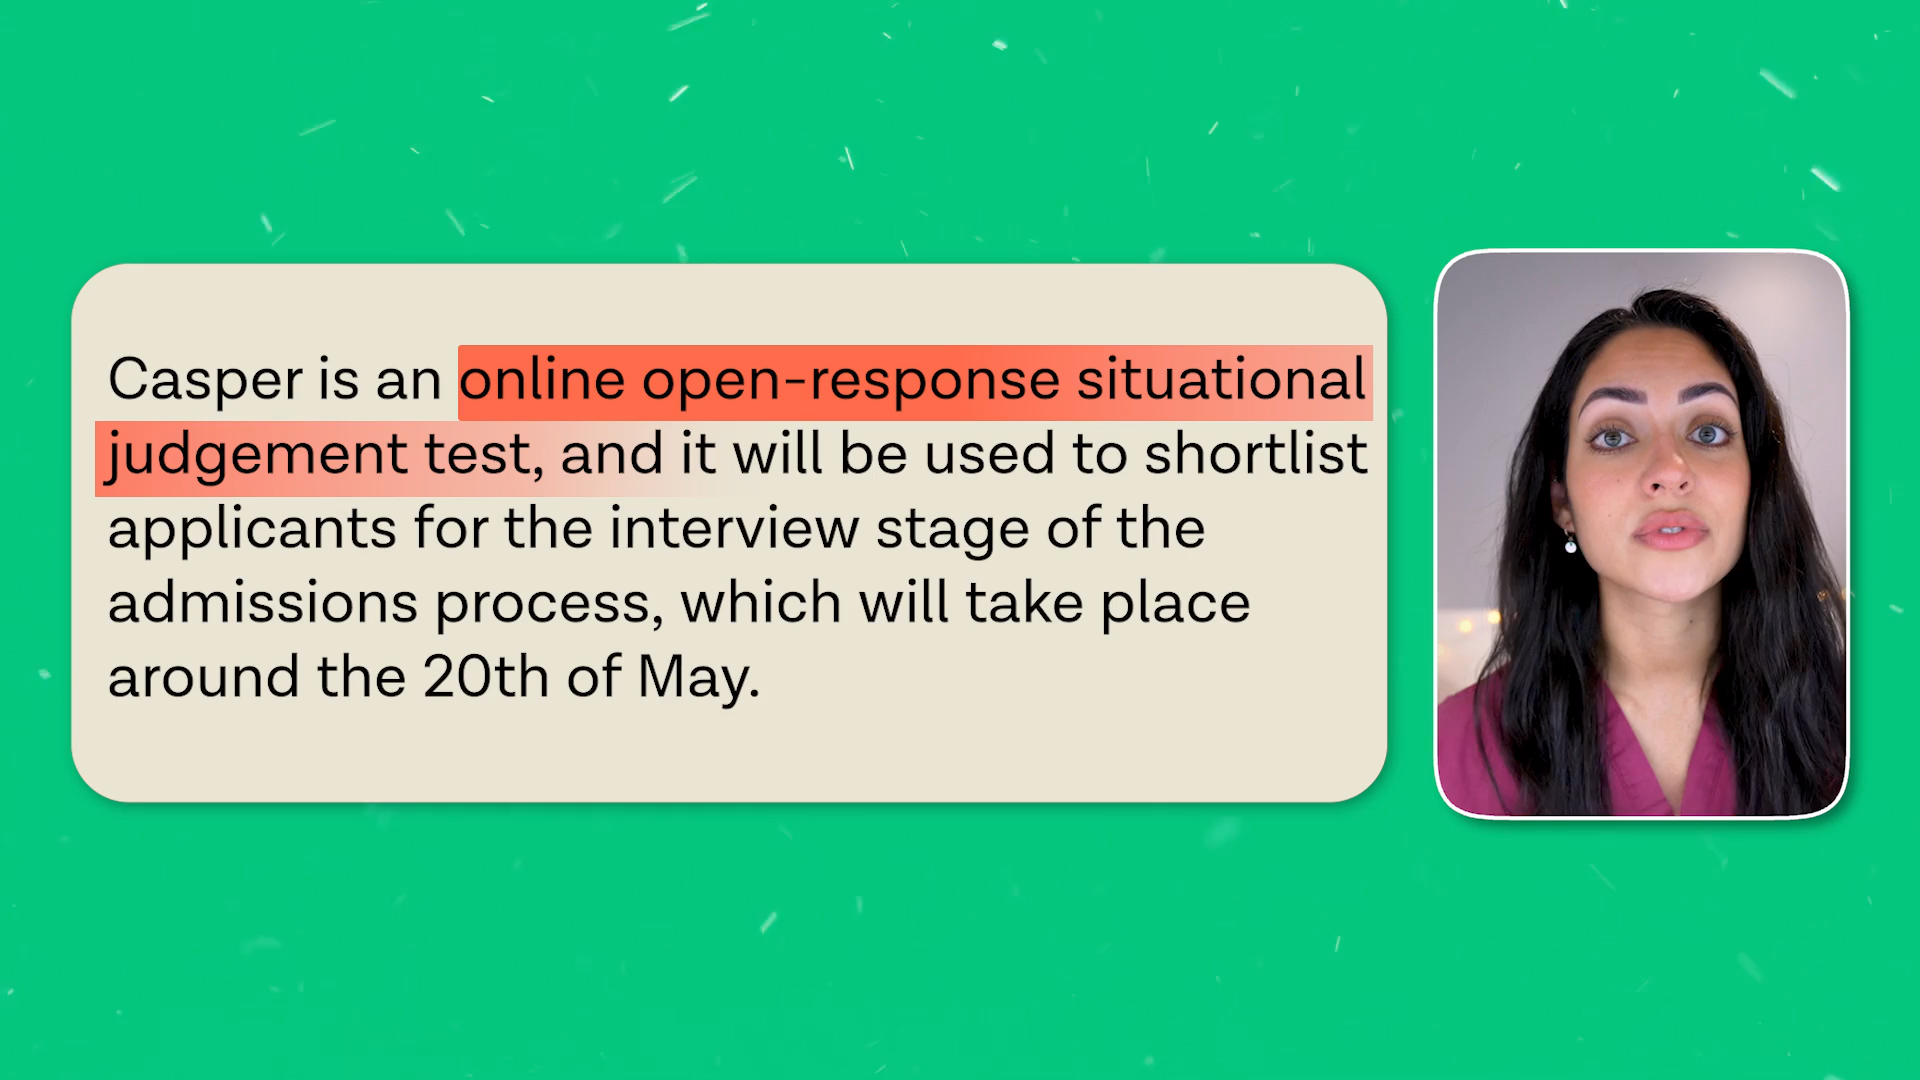 Casper is an online open-response situational
judgement test, and it will be used to shortlist
applicants for the interview stage of the
admissions process, which will take place
around the 20th of May.